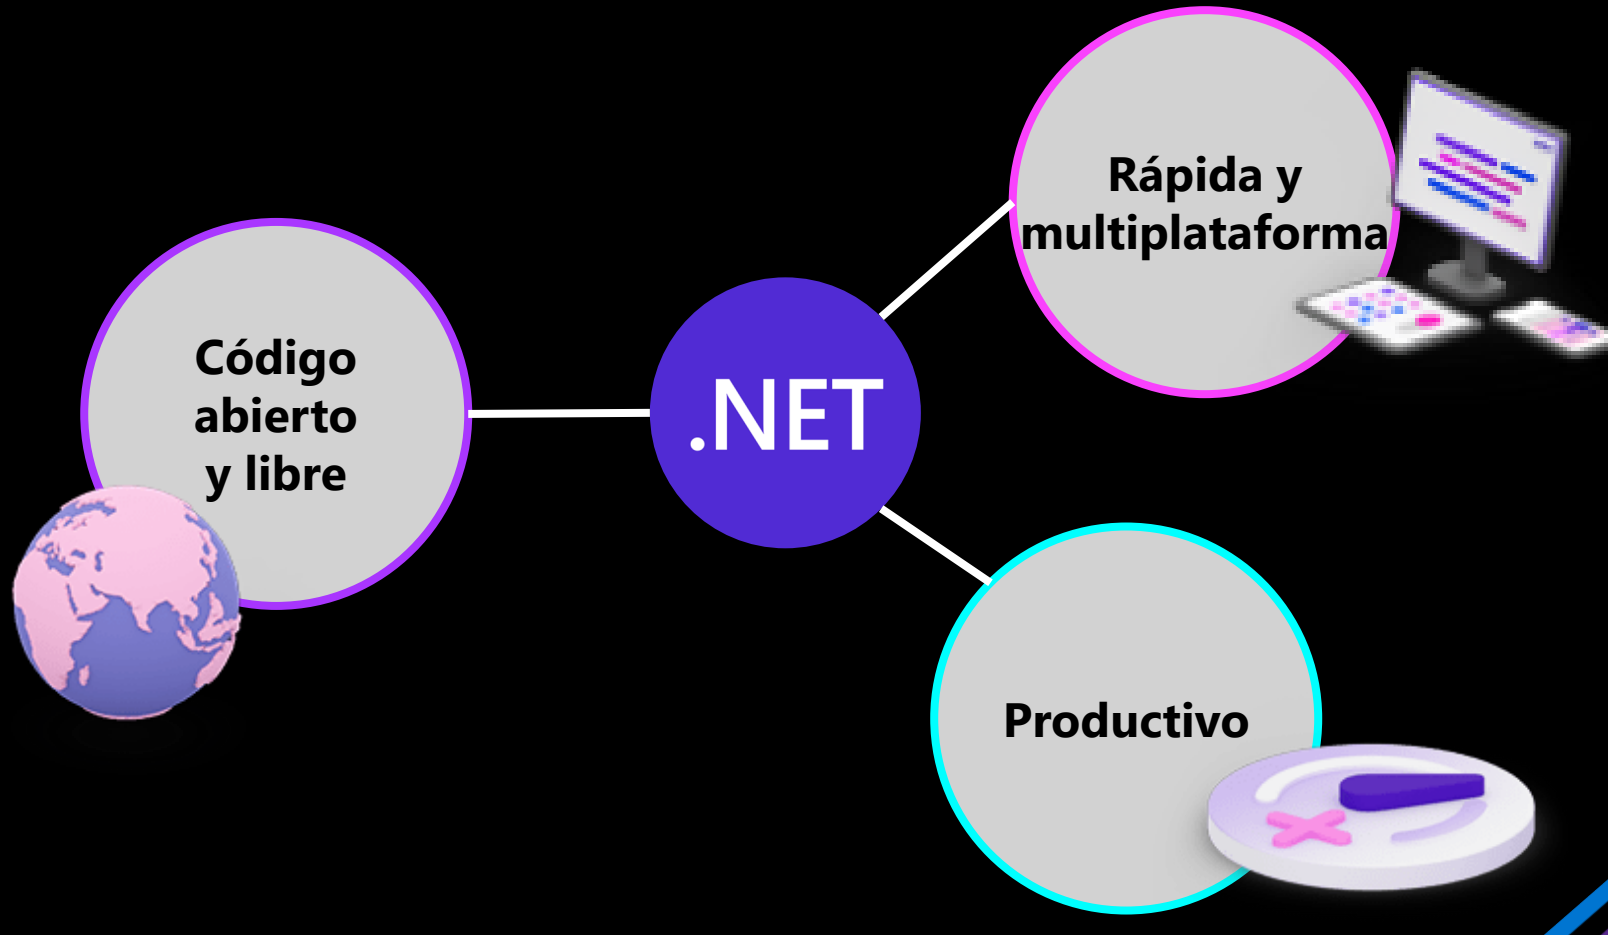 Código
abierto
y libre
.NET
Rápida y
multiplataforma
Productivo